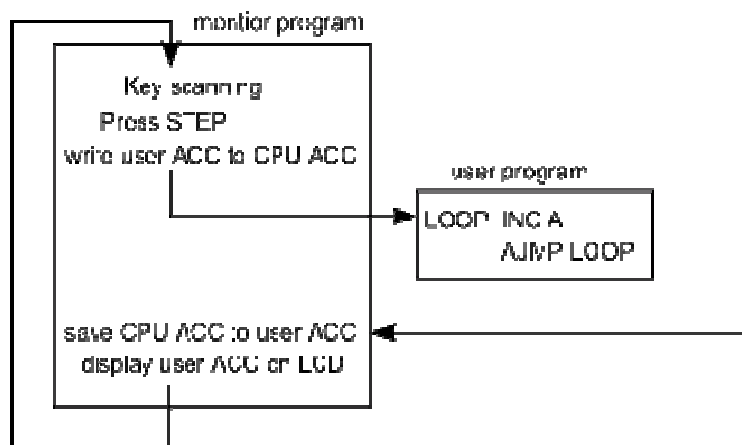 montior program
Key scanning
Press STEP
write user ACC to CPU ACC
user program
LOOP INC A
AJMP LOOP
save CPU ACC to user ACC
display user ACC on LCD